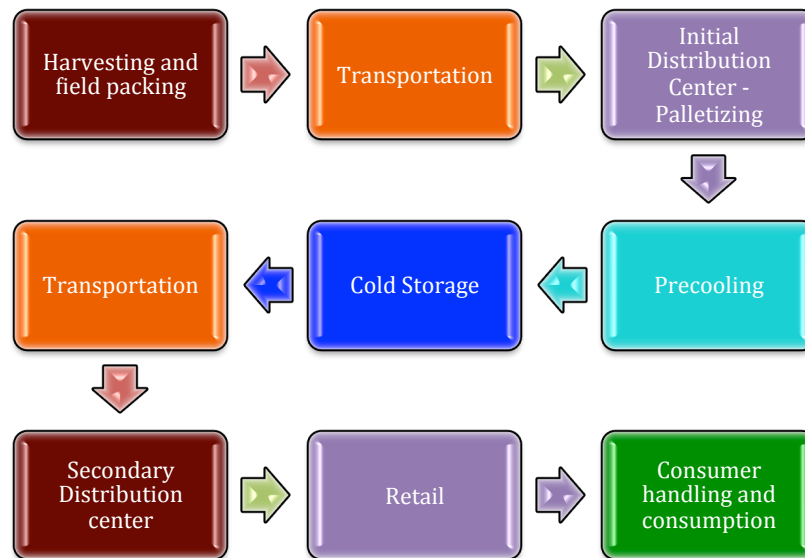 Harvesting and
field packing
Transportation
Initial
Distribution
Center -
Palletizing
Transportation
Cold Storage
Precooling
Secondary
Distribution
center
Retail
Consumer
handling and
consumption